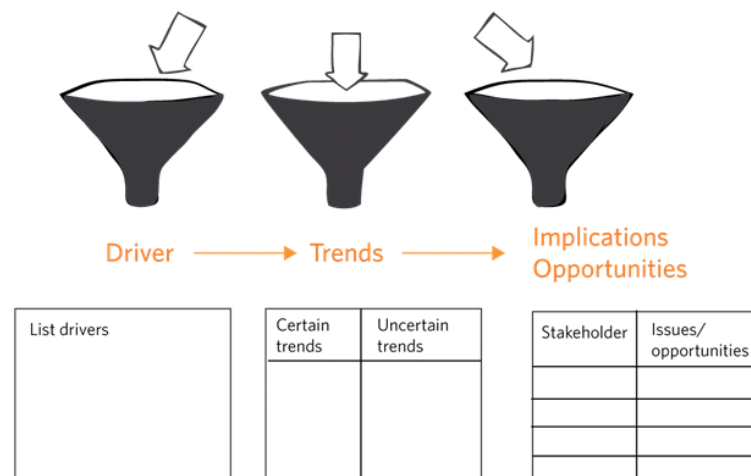 Driver
Trends
Implications
Opportunities
List drivers
Certain
trends
Uncertain
trends
Stakeholder
Issues/
opportunities